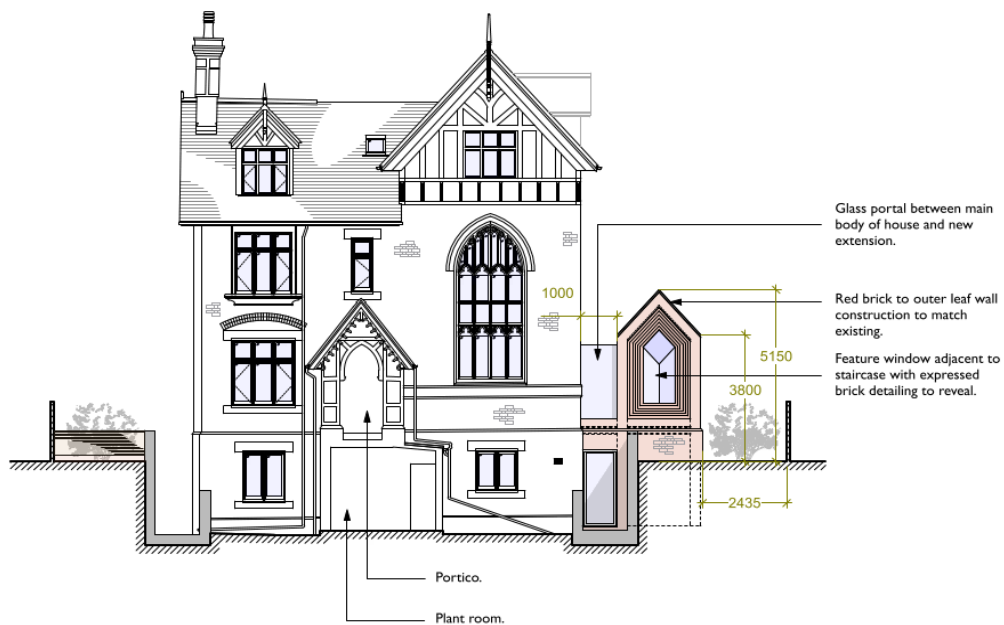 Glass portal between main
body of house and new
extension.
1000
Red brick to outer leaf wall
construction to match
existing.
5150
Feature window adjacent to
staircase with expressed
brick detailing to reveal.
3800
2435
Portico.
Plant room.